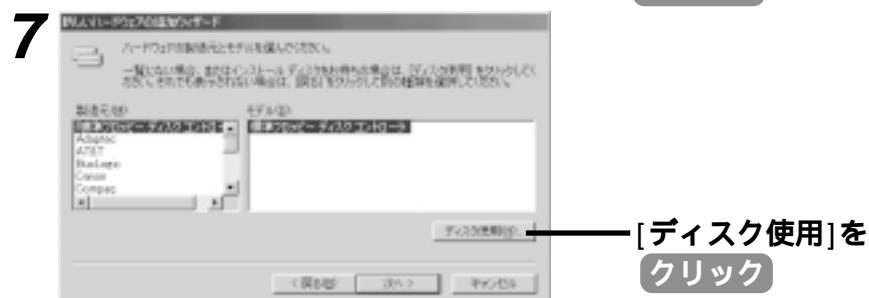 7
新しいハードウェアの追加ウィザード
ハードウェアの製造元とモデルを選んでください。
一覧にない場合、またはインストール ディスクをお持ちの場合は、[ディスク使用] をクリックして
ください。それでも表示されない場合は、[戻る] をクリックして別の種類を選択してください。
製造元(M)
モデル(D)
(標準フロッピー ディスク コントローラ
(標準フロッピー ディスク コントローラ)
Adaptec
AT&T
BusLogic
Canon
Compaq
ディスク使用(H)...
[ディスク使用]を
クリック
< 戻る(B)
次へ >
キャンセル